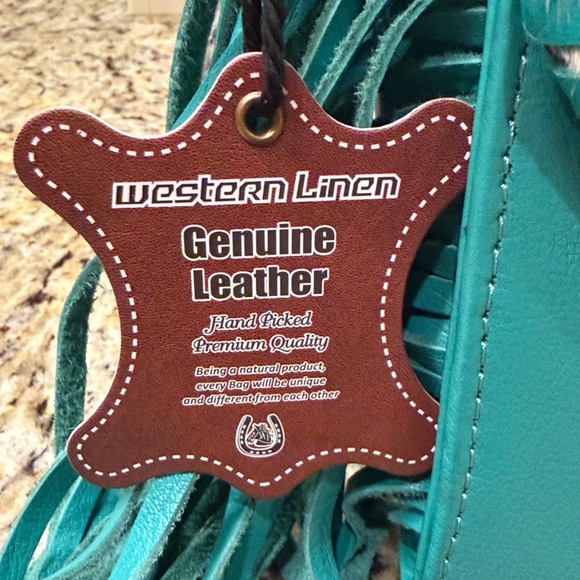 Western Linen
Genuine
Leather
Hand Picked
Premium Quality
Being a natural product,
every Bag will be unique
and different from each other